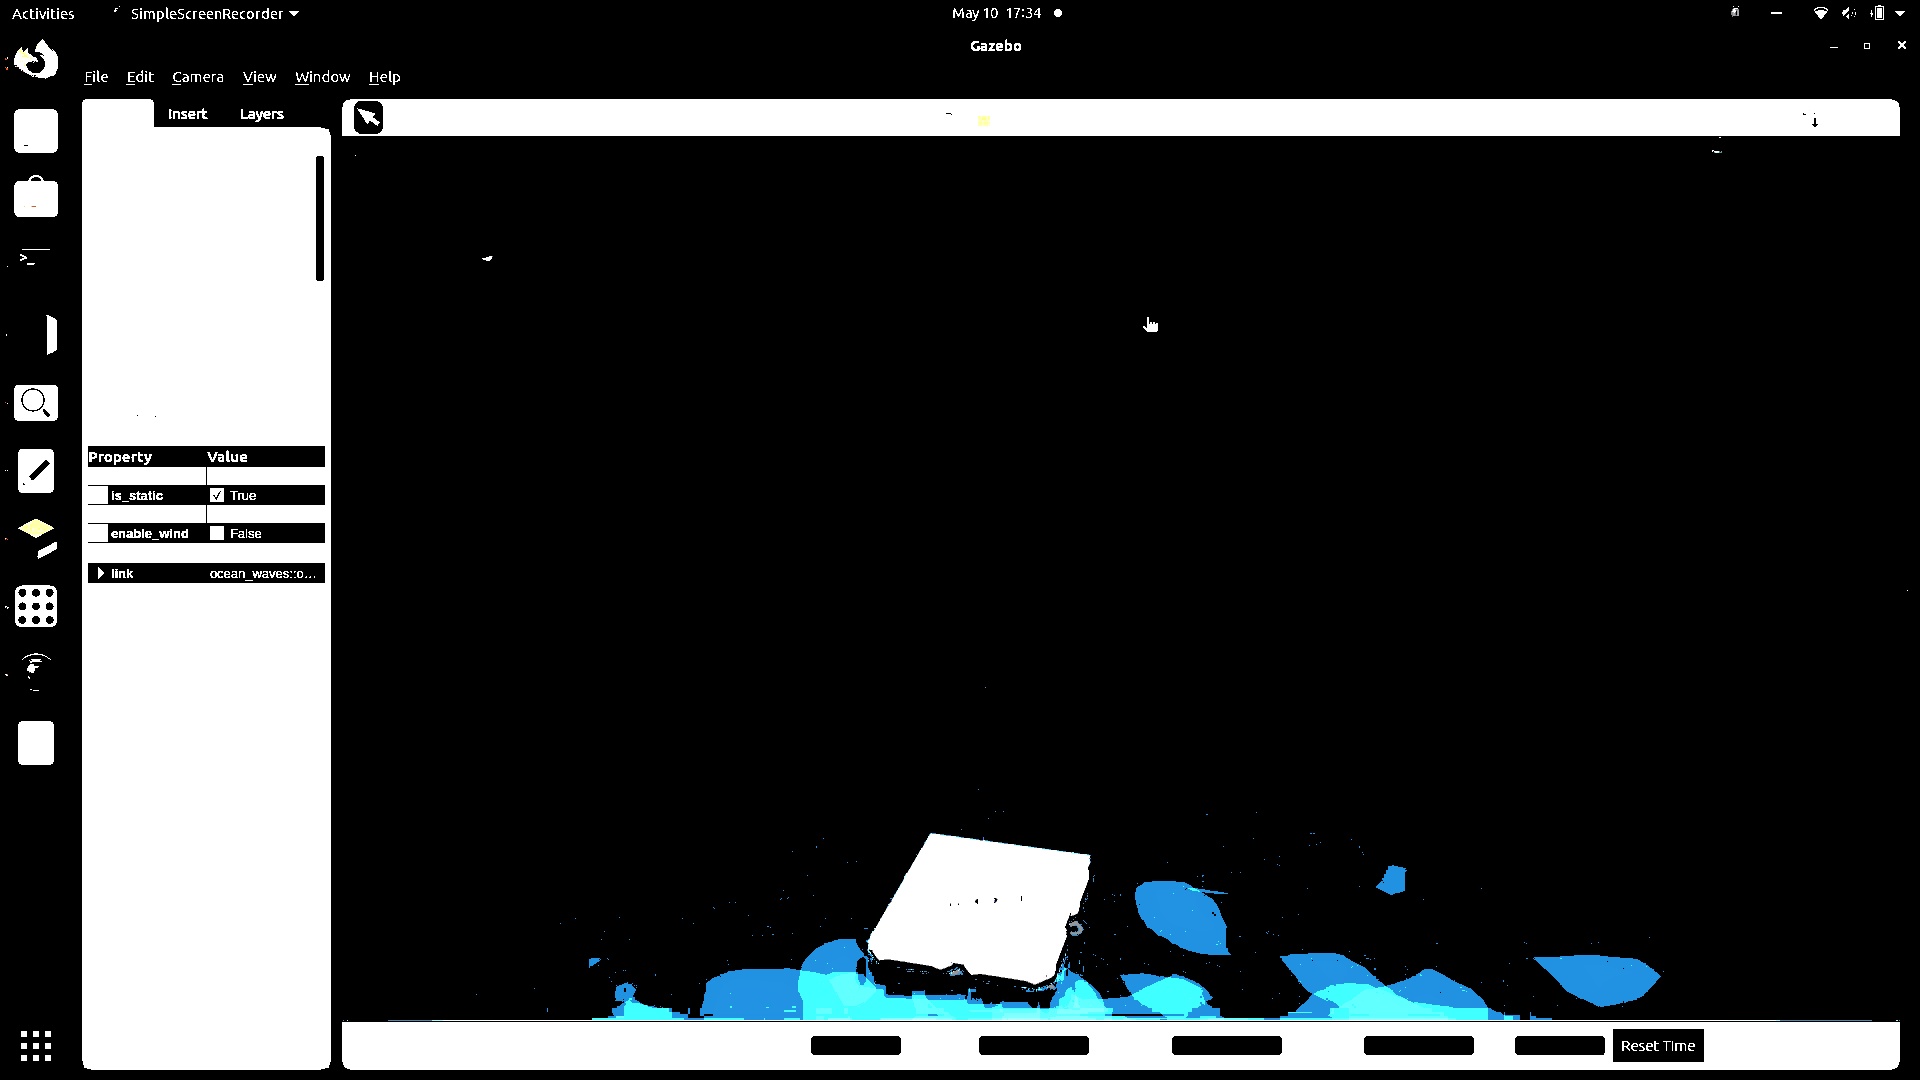 Activities SimpleScreenRecorder May 10 17:34
Gazebo
File Edit Camera View Window Help
Insert Layers
Property Value
is_static True
enable_wind False
link ocean_waves::o...
Reset Time